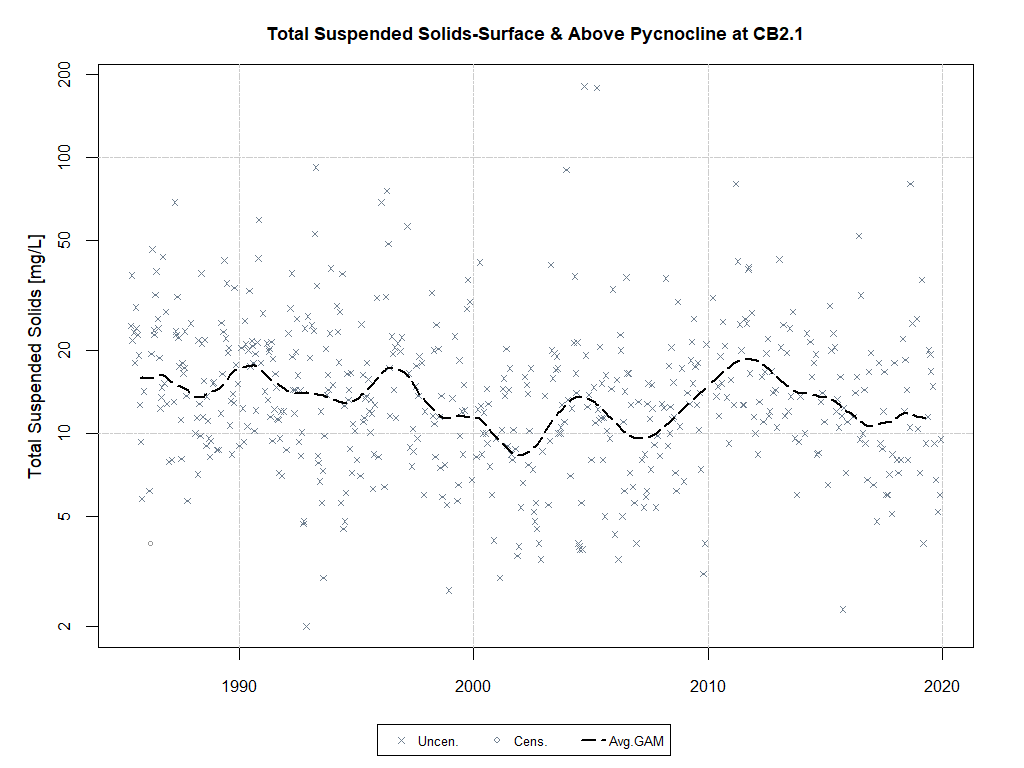 Total Suspended Solids-Surface & Above Pycnocline at CB2.1
Total Suspended Solids [mg/L]
200
100
50
20
10
5
2
1990 2000 2010 2020
Uncen. Cens. Avg.GAM